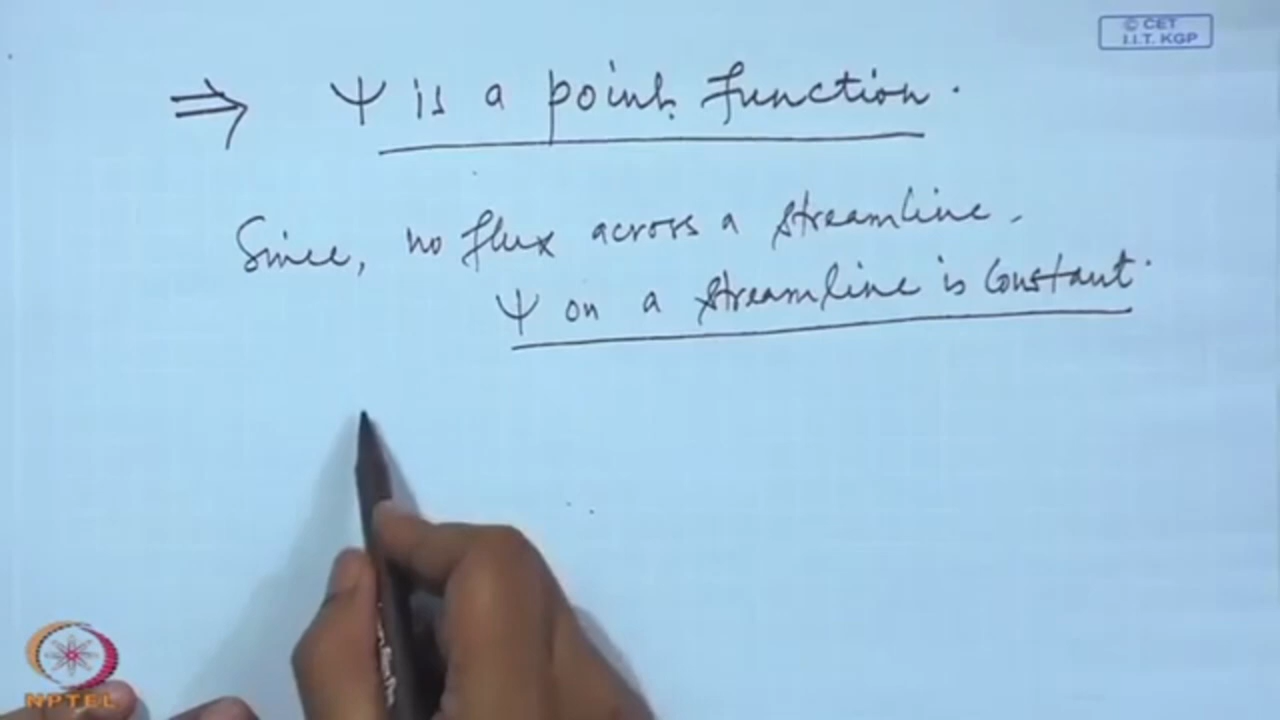 © CET
I.I.T. KGP
⇒ Ψ is a point function.
Since, no flux across a streamline.
Ψ on a streamline is constant.
NPTEL